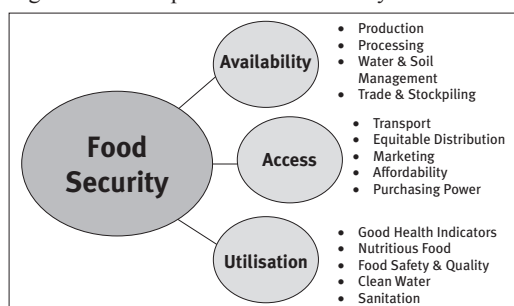 Food
Security
Availability
• Production
• Processing
• Water & Soil
Management
• Trade & Stockpiling
Access
• Transport
• Equitable Distribution
• Marketing
• Affordability
• Purchasing Power
Utilisation
• Good Health Indicators
• Nutritious Food
• Food Safety & Quality
• Clean Water
• Sanitation